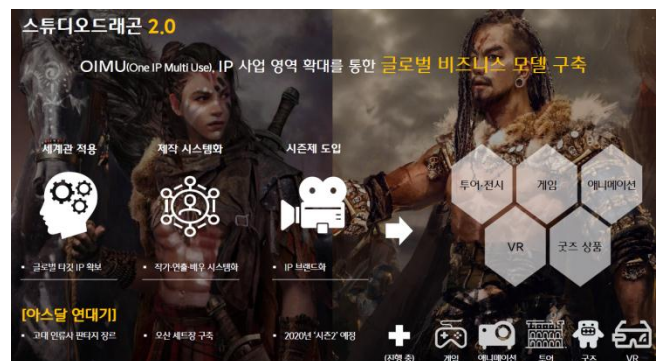 스튜디오드래곤 2.0
OIMU(One IP Multi Use), IP 사업 영역 확대를 통한 글로벌 비즈니스 모델 구축
세계관 적용
제작 시스템화
시즌제 도입
• 글로벌 타깃 IP 확보
• 작가·연출·배우 시스템화
• IP 브랜드화
투어·전시
게임
애니메이션
VR
굿즈 상품
[아스달 연대기]
• 고대 인류사 판타지 장르
• 오산 세트장 구축
• 2020년 '시즌2' 예정
(진행 중)
게임
애니메이션
투어
굿즈
VR